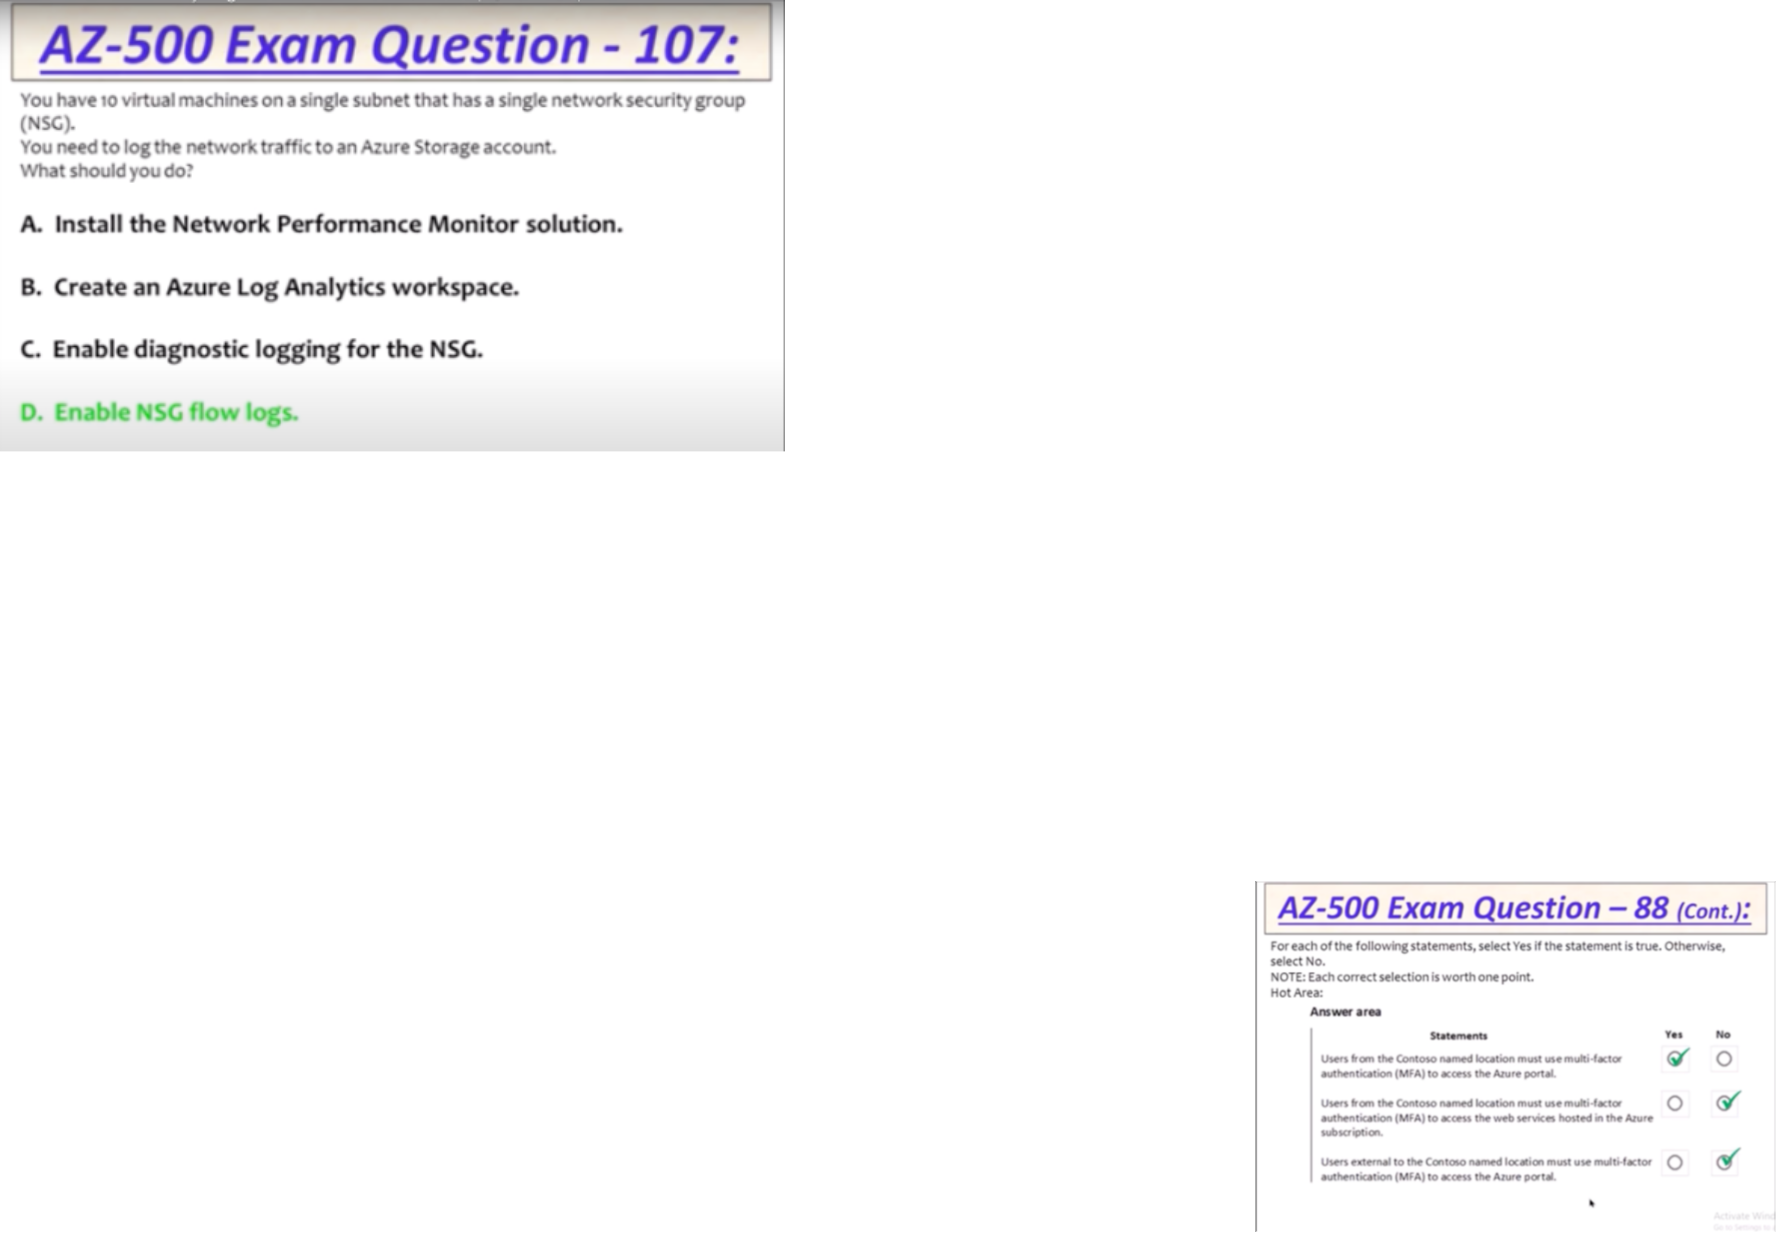 AZ-500 Exam Question - 107:
You have 10 virtual machines on a single subnet that has a single network security group
(NSG).
You need to log the network traffic to an Azure Storage account.
What should you do?
A. Install the Network Performance Monitor solution.
B. Create an Azure Log Analytics workspace.
C. Enable diagnostic logging for the NSG.
D. Enable NSG flow logs.
AZ-500 Exam Question – 88 (Cont.):
For each of the following statements, select Yes if the statement is true. Otherwise,
select No.
NOTE: Each correct selection is worth one point.
Hot Area:
Answer area
Statements Yes No
Users from the Contoso named location must use multi-factor
authentication (MFA) to access the Azure portal.
Users from the Contoso named location must use multi-factor
authentication (MFA) to access the web services hosted in the Azure
subscription.
Users external to the Contoso named location must use multi-factor
authentication (MFA) to access the Azure portal.
Activate Wind
Go to Settings to